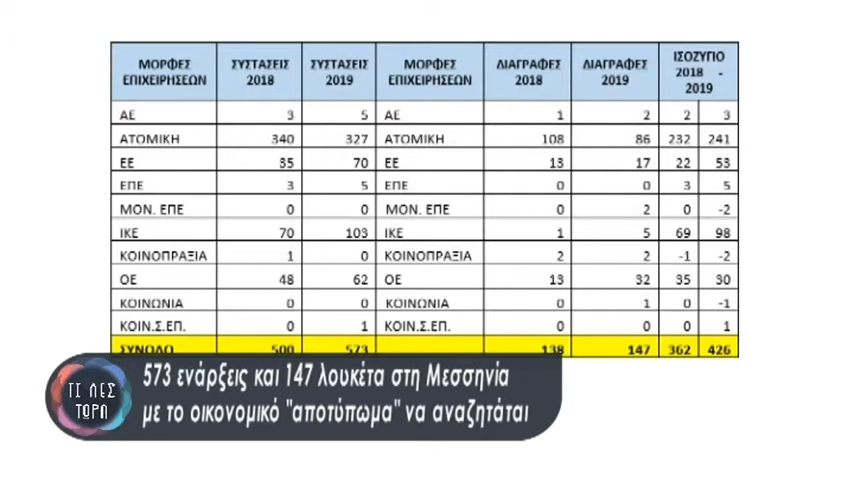 ΜΟΡΦΕΣ ΕΠΙΧΕΙΡΗΣΕΩΝ ΣΥΣΤΑΣΕΙΣ 2018 ΣΥΣΤΑΣΕΙΣ 2019 ΜΟΡΦΕΣ ΕΠΙΧΕΙΡΗΣΕΩΝ ΔΙΑΓΡΑΦΕΣ 2018 ΔΙΑΓΡΑΦΕΣ 2019 ΙΣΟΖΥΓΙΟ 2018 - 2019
ΑΕ 3 5 ΑΕ 1 2 2 3
ΑΤΟΜΙΚΗ 340 327 ΑΤΟΜΙΚΗ 108 86 232 241
ΕΕ 35 70 ΕΕ 13 17 22 53
ΕΠΕ 3 5 ΕΠΕ 0 0 3 5
ΜΟΝ. ΕΠΕ 0 0 ΜΟΝ. ΕΠΕ 0 2 0 -2
ΙΚΕ 70 103 ΙΚΕ 1 5 69 98
ΚΟΙΝΟΠΡΑΞΙΑ 1 0 ΚΟΙΝΟΠΡΑΞΙΑ 2 2 -1 -2
ΟΕ 48 62 ΟΕ 13 32 35 30
ΚΟΙΝΩΝΙΑ 0 0 ΚΟΙΝΩΝΙΑ 0 1 0 -1
ΚΟΙΝ.Σ.ΕΠ. 0 1 ΚΟΙΝ.Σ.ΕΠ. 0 0 0 1
ΣΥΝΟΛΟ 500 573 138 147 362 426
ΤΙ ΛΕΣ
ΤΩΡΑ
573 ενάρξεις και 147 λουκέτα στη Μεσσηνία
με το οικονομικό "αποτύπωμα" να αναζητάται